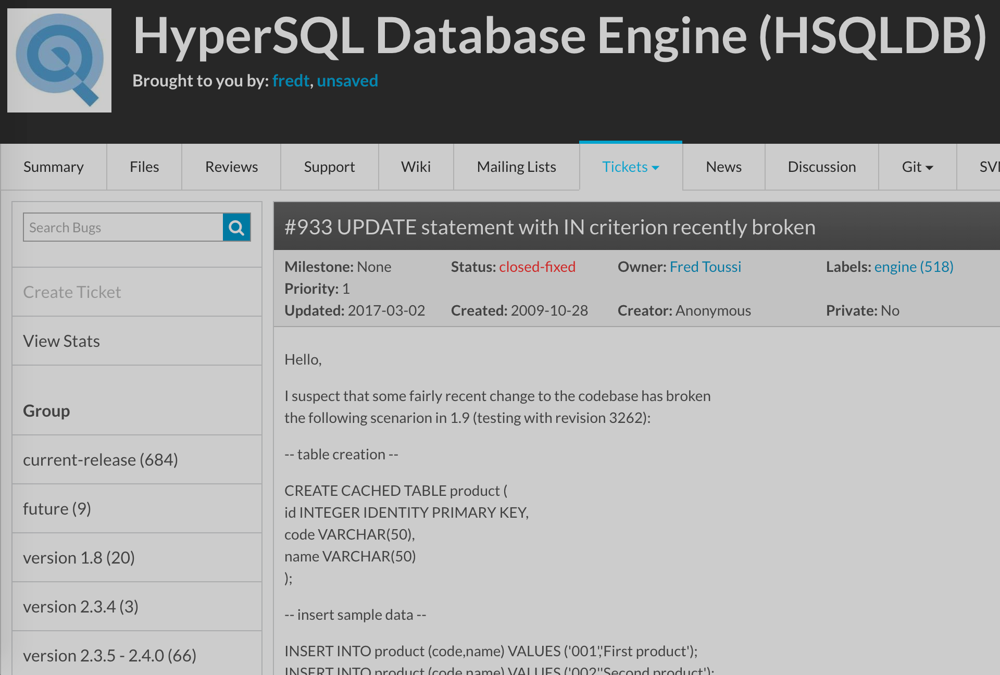 HyperSQL Database Engine (HSQLDB)
Brought to you by: fredt, unsaved
Summary Files Reviews Support Wiki Mailing Lists Tickets News Discussion Git
Search Bugs
Create Ticket
View Stats
Group
current-release (684)
future (9)
version 1.8 (20)
version 2.3.4 (3)
version 2.3.5 - 2.4.0 (66)
#933 UPDATE statement with IN criterion recently broken
Milestone: None Status: closed-fixed Owner: Fred Toussi Labels: engine (518)
Priority: 1
Updated: 2017-03-02 Created: 2009-10-28 Creator: Anonymous Private: No
Hello,
I suspect that some fairly recent change to the codebase has broken
the following scenarion in 1.9 (testing with revision 3262):
-- table creation --
CREATE CACHED TABLE product (
id INTEGER IDENTITY PRIMARY KEY,
code VARCHAR(50),
name VARCHAR(50)
);
-- insert sample data --
INSERT INTO product (code,name) VALUES ('001','First product');
INSERT INTO product (code,name) VALUES ('002','Second product');